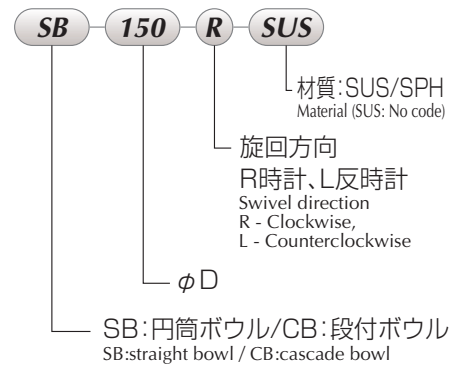 SB 150 R SUS
材質:SUS/SPH
Material (SUS: No code)
旋回方向
R時計、L反時計
Swivel direction
R - Clockwise,
L - Counterclockwise
φD
SB:円筒ボウル/CB:段付ボウル
SB:straight bowl / CB:cascade bowl